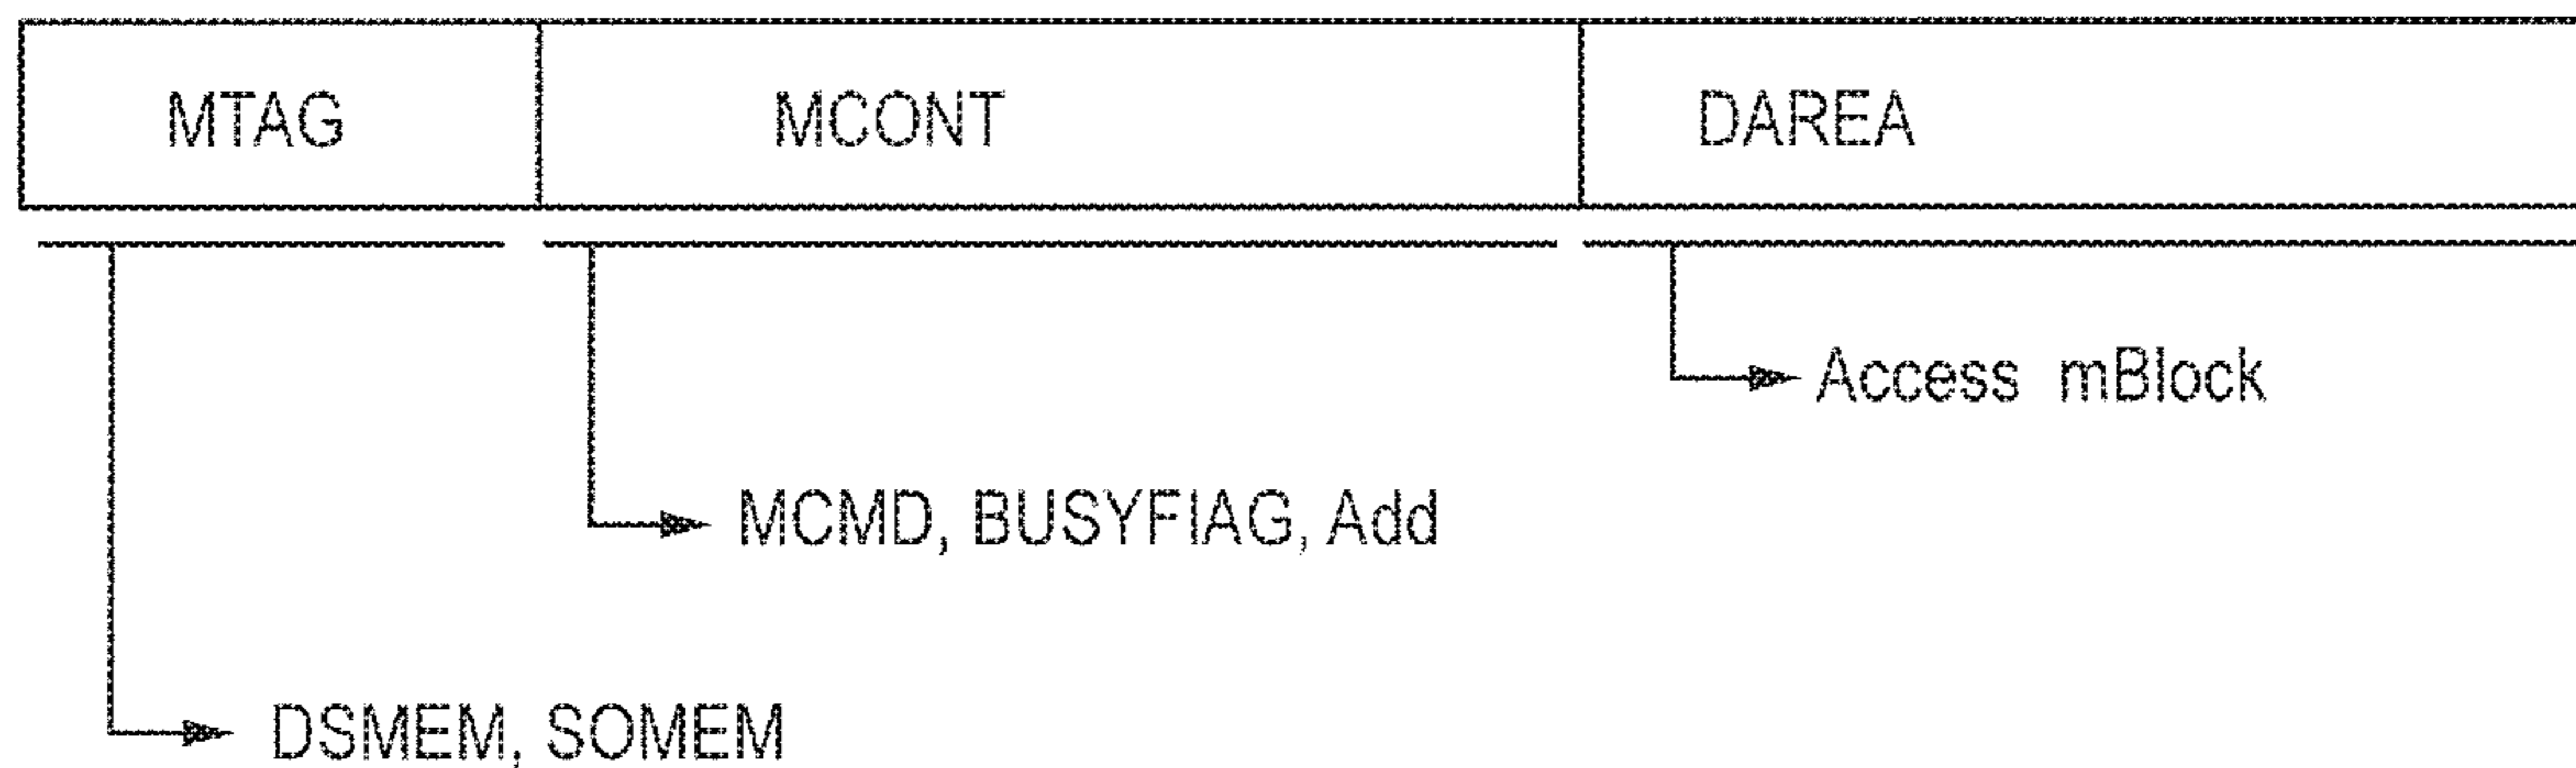 MTAG MCONT DAREA
Access mBlock
MCMD, BUSYFIAG, Add
DSMEM, SOMEM